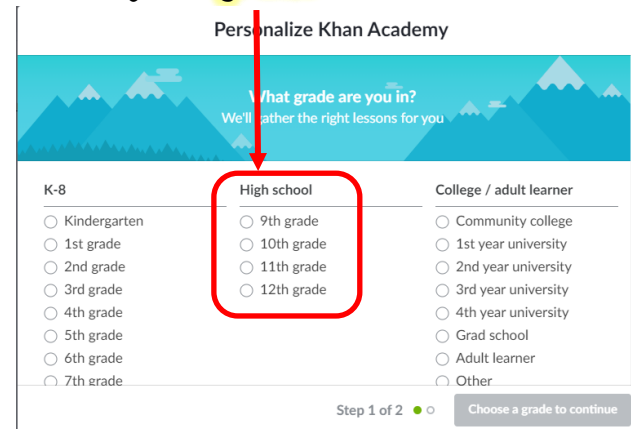 Personalize Khan Academy
What grade are you in?
We'll gather the right lessons for you
K-8
Kindergarten
1st grade
2nd grade
3rd grade
4th grade
5th grade
6th grade
7th grade
High school
9th grade
10th grade
11th grade
12th grade
College / adult learner
Community college
1st year university
2nd year university
3rd year university
4th year university
Grad school
Adult learner
Other
Step 1 of 2
Choose a grade to continue